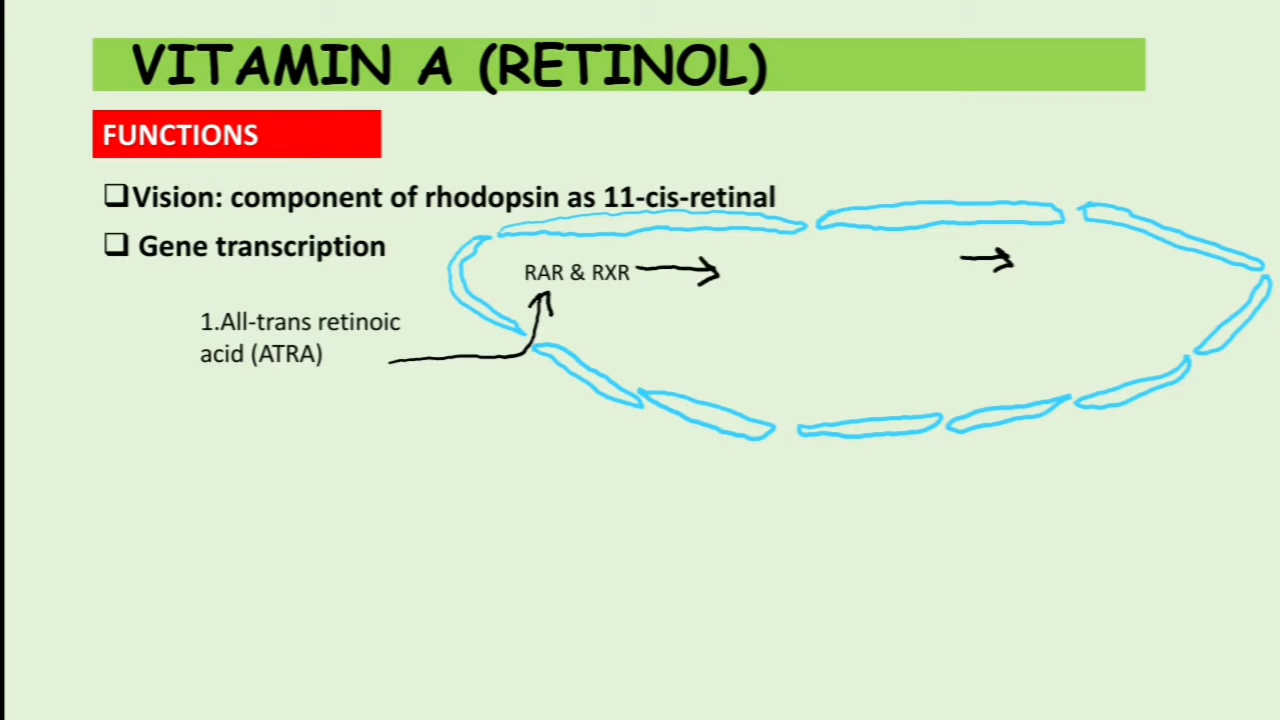 VITAMIN A (RETINOL)
FUNCTIONS
Vision: component of rhodopsin as 11-cis-retinal
Gene transcription
RAR & RXR
1.All-trans retinoic
acid (ATRA)